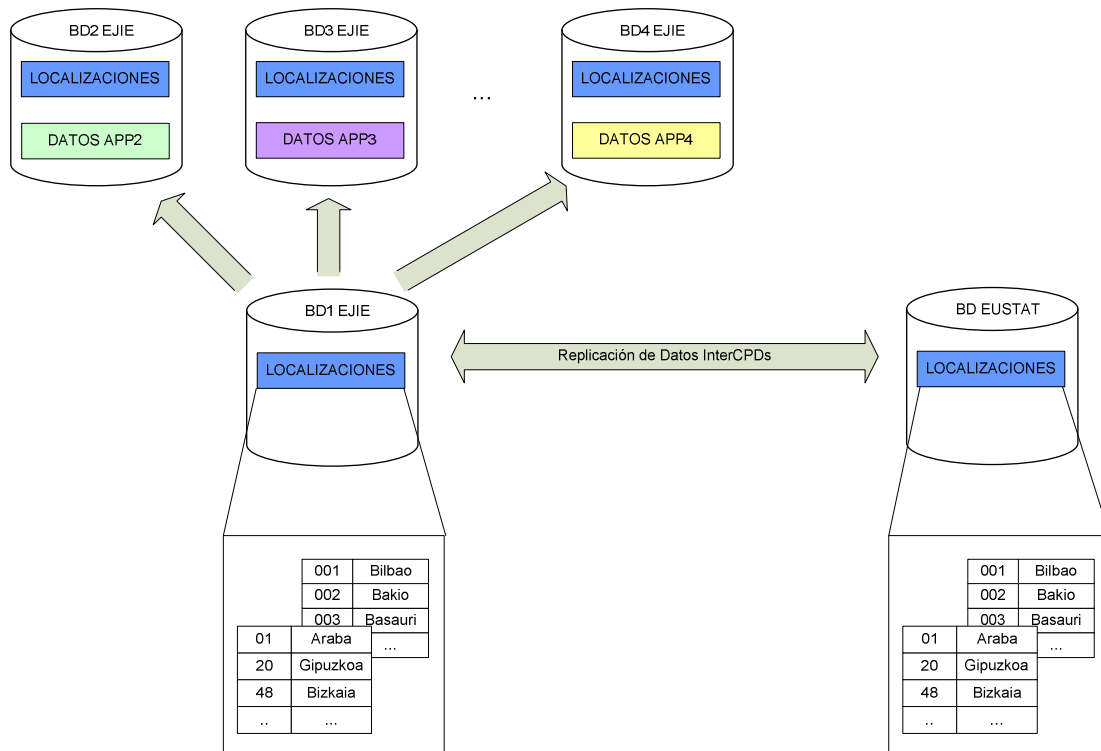 BD2 EJIE
LOCALIZACIONES
DATOS APP2
BD3 EJIE
LOCALIZACIONES
DATOS APP3
...
BD4 EJIE
LOCALIZACIONES
DATOS APP4
BD1 EJIE
LOCALIZACIONES
Replicación de Datos InterCPDs
BD EUSTAT
LOCALIZACIONES
001 Bilbao
002 Bakio
003 Basauri
...
01 Araba
20 Gipuzkoa
48 Bizkaia
.. ...
001 Bilbao
002 Bakio
003 Basauri
...
01 Araba
20 Gipuzkoa
48 Bizkaia
.. ...